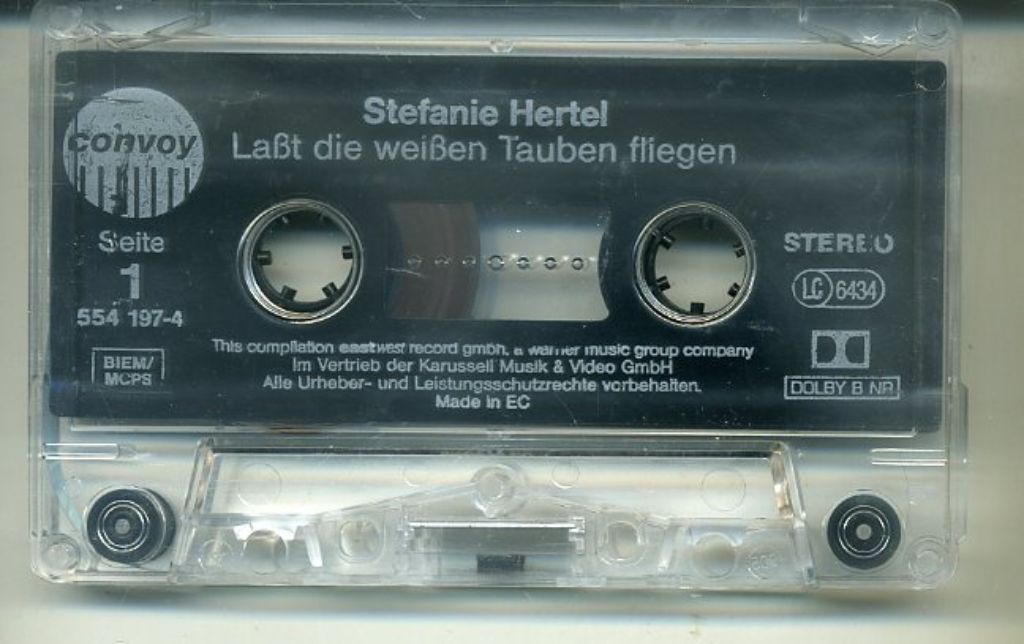 Stefanie Hertel
Laßt die weißen Tauben fliegen
convoy
Seite
1
554 197-4
BIEM/
MCPS
STEREO
LC 6434
DOLBY B NR
This compilation eastwest record gmbh, a warner music group company
Im Vertrieb der Karussell Musik & Video GmbH
Alle Urheber- und Leistungsschutzrechte vorbehalten.
Made in EC